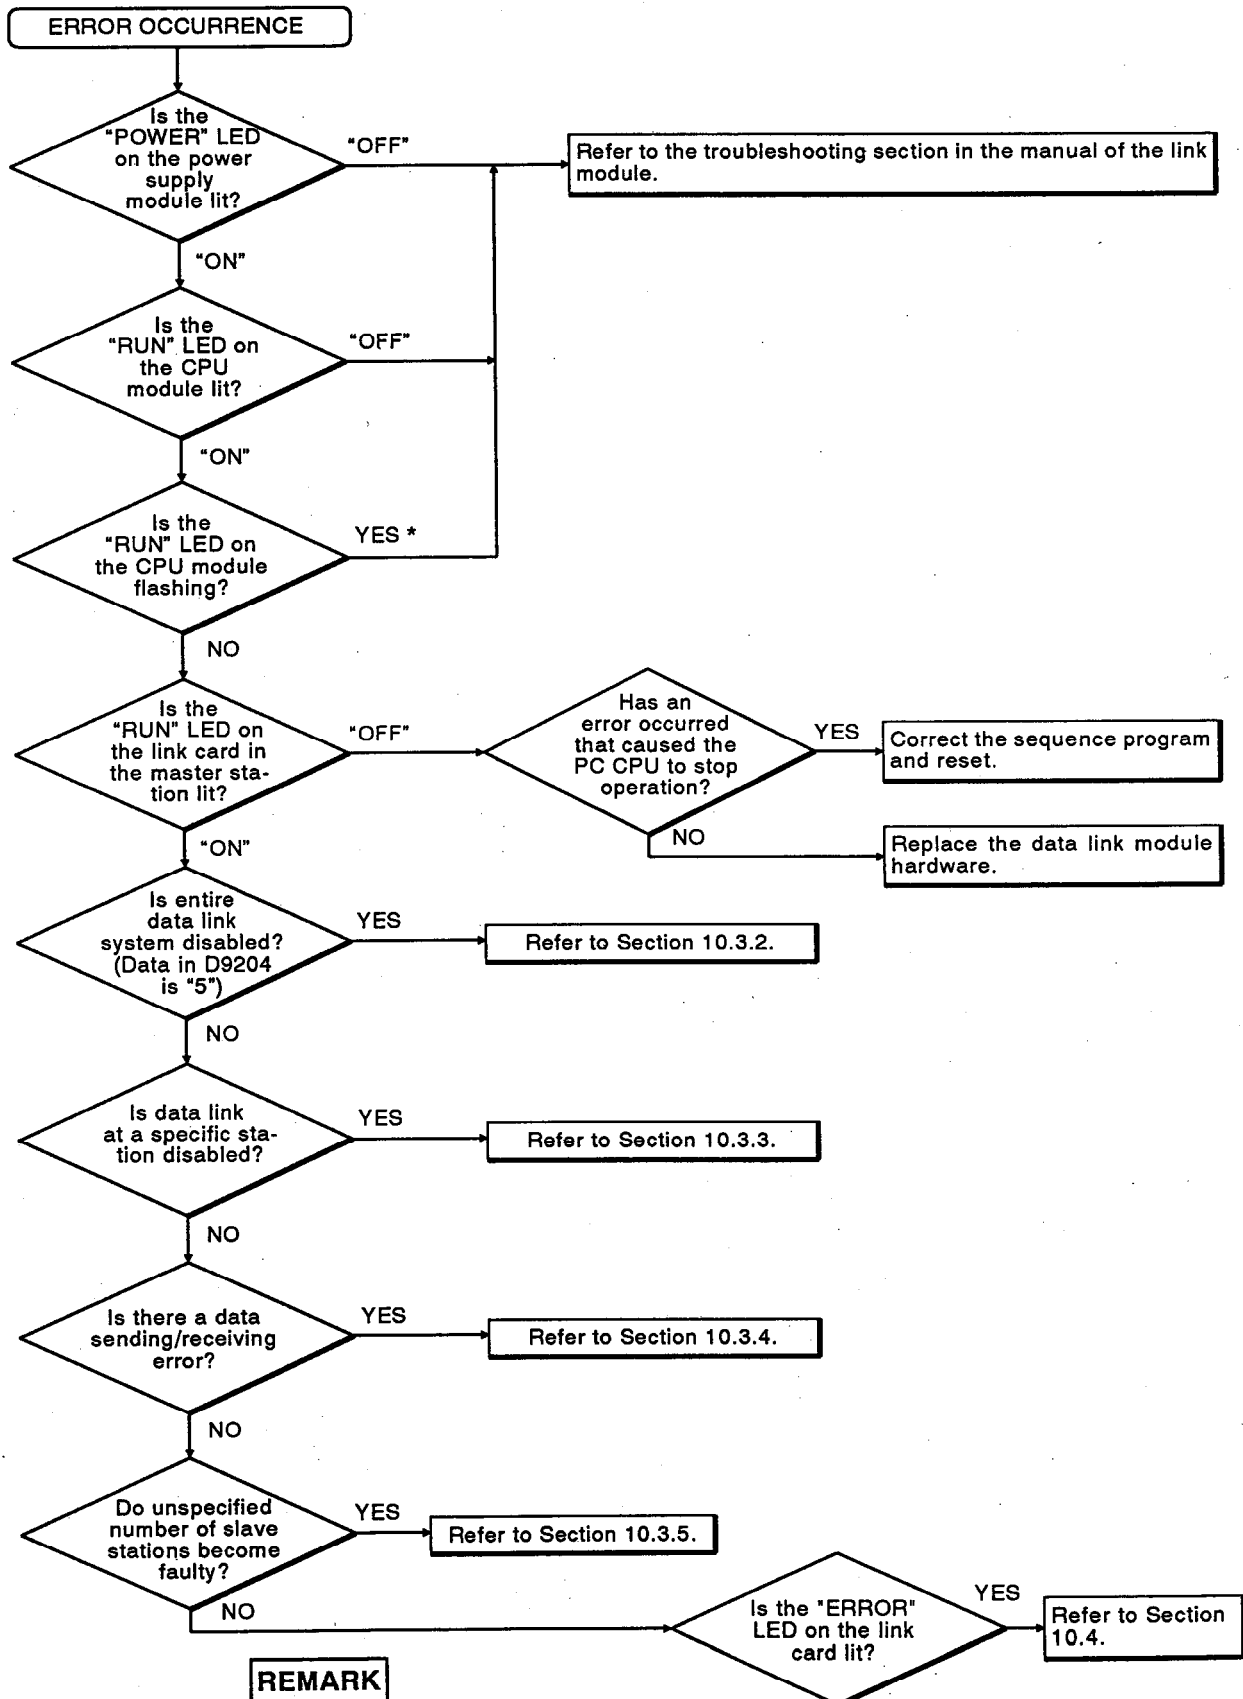 ERROR OCCURRENCE
Is the
"POWER" LED
on the power
supply
module lit?
"OFF"
Refer to the troubleshooting section in the manual of the link
module.
"ON"
Is the
"RUN" LED on
the CPU
module lit?
"OFF"
"ON"
Is the
"RUN" LED on
the CPU module
flashing?
YES *
NO
Is the
"RUN" LED on
the link card in
the master sta-
tion lit?
"OFF"
Has an
error occurred
that caused the
PC CPU to stop
operation?
YES
Correct the sequence program
and reset.
NO
Replace the data link module
hardware.
"ON"
Is entire
data link
system disabled?
(Data in D9204
is "5")
YES
Refer to Section 10.3.2.
NO
Is data link
at a specific sta-
tion disabled?
YES
Refer to Section 10.3.3.
NO
Is there a data
sending/receiving
error?
YES
Refer to Section 10.3.4.
NO
Do unspecified
number of slave
stations become
faulty?
YES
Refer to Section 10.3.5.
NO
Is the "ERROR"
LED on the link
card lit?
YES
Refer to Section
10.4.
REMARK